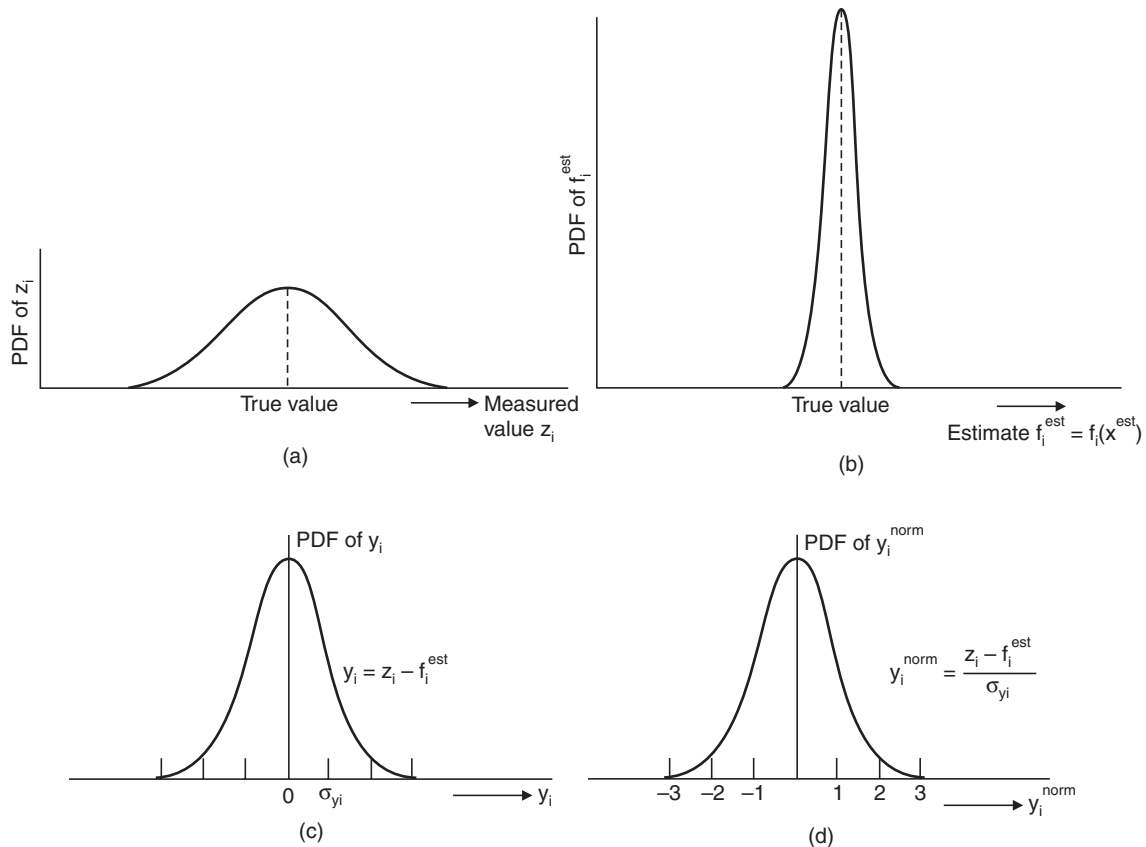 PDF of z_i
True value
Measured
value z_i
(a)
PDF of f_i^est
True value
Estimate f_i^est = f_i(x^est)
(b)
PDF of y_i
y_i = z_i – f_i^est
0 σ_yi y_i
(c)
PDF of y_i^norm
y_i^norm = (z_i – f_i^est) / σ_yi
–3 –2 –1 1 2 3 y_i^norm
(d)